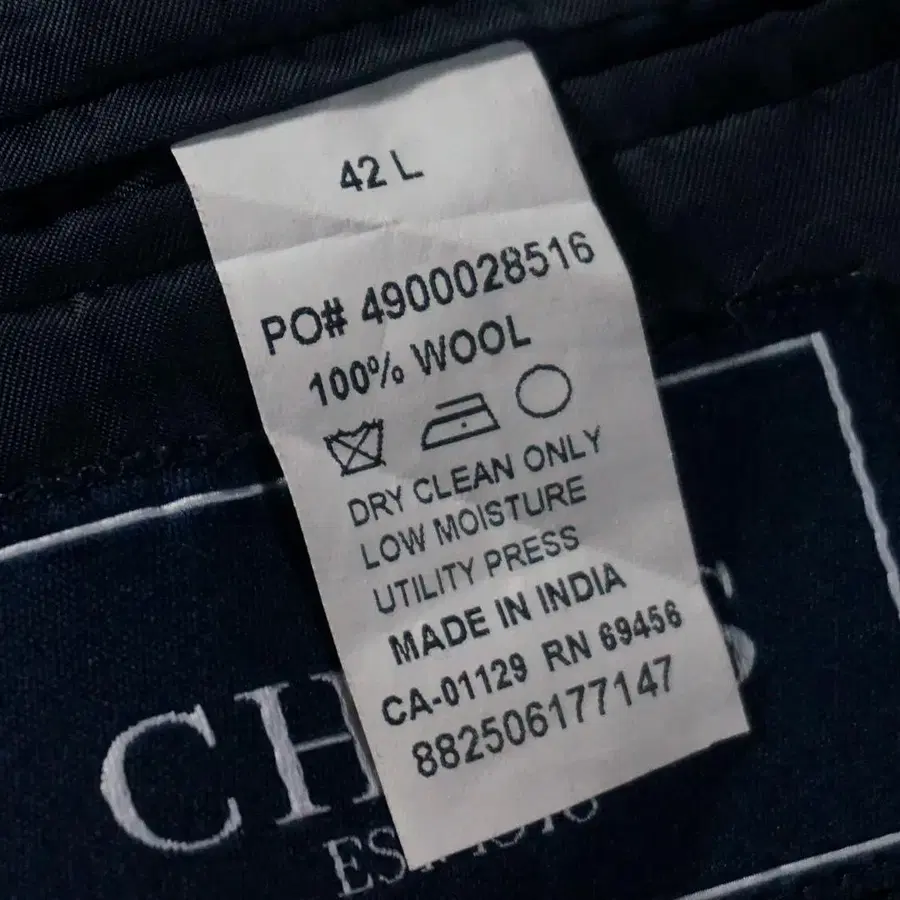 42 L
PO# 4900028516
100% WOOL
DRY CLEAN ONLY
LOW MOISTURE
UTILITY PRESS
MADE IN INDIA
CA-01129 RN 69456
882506177147